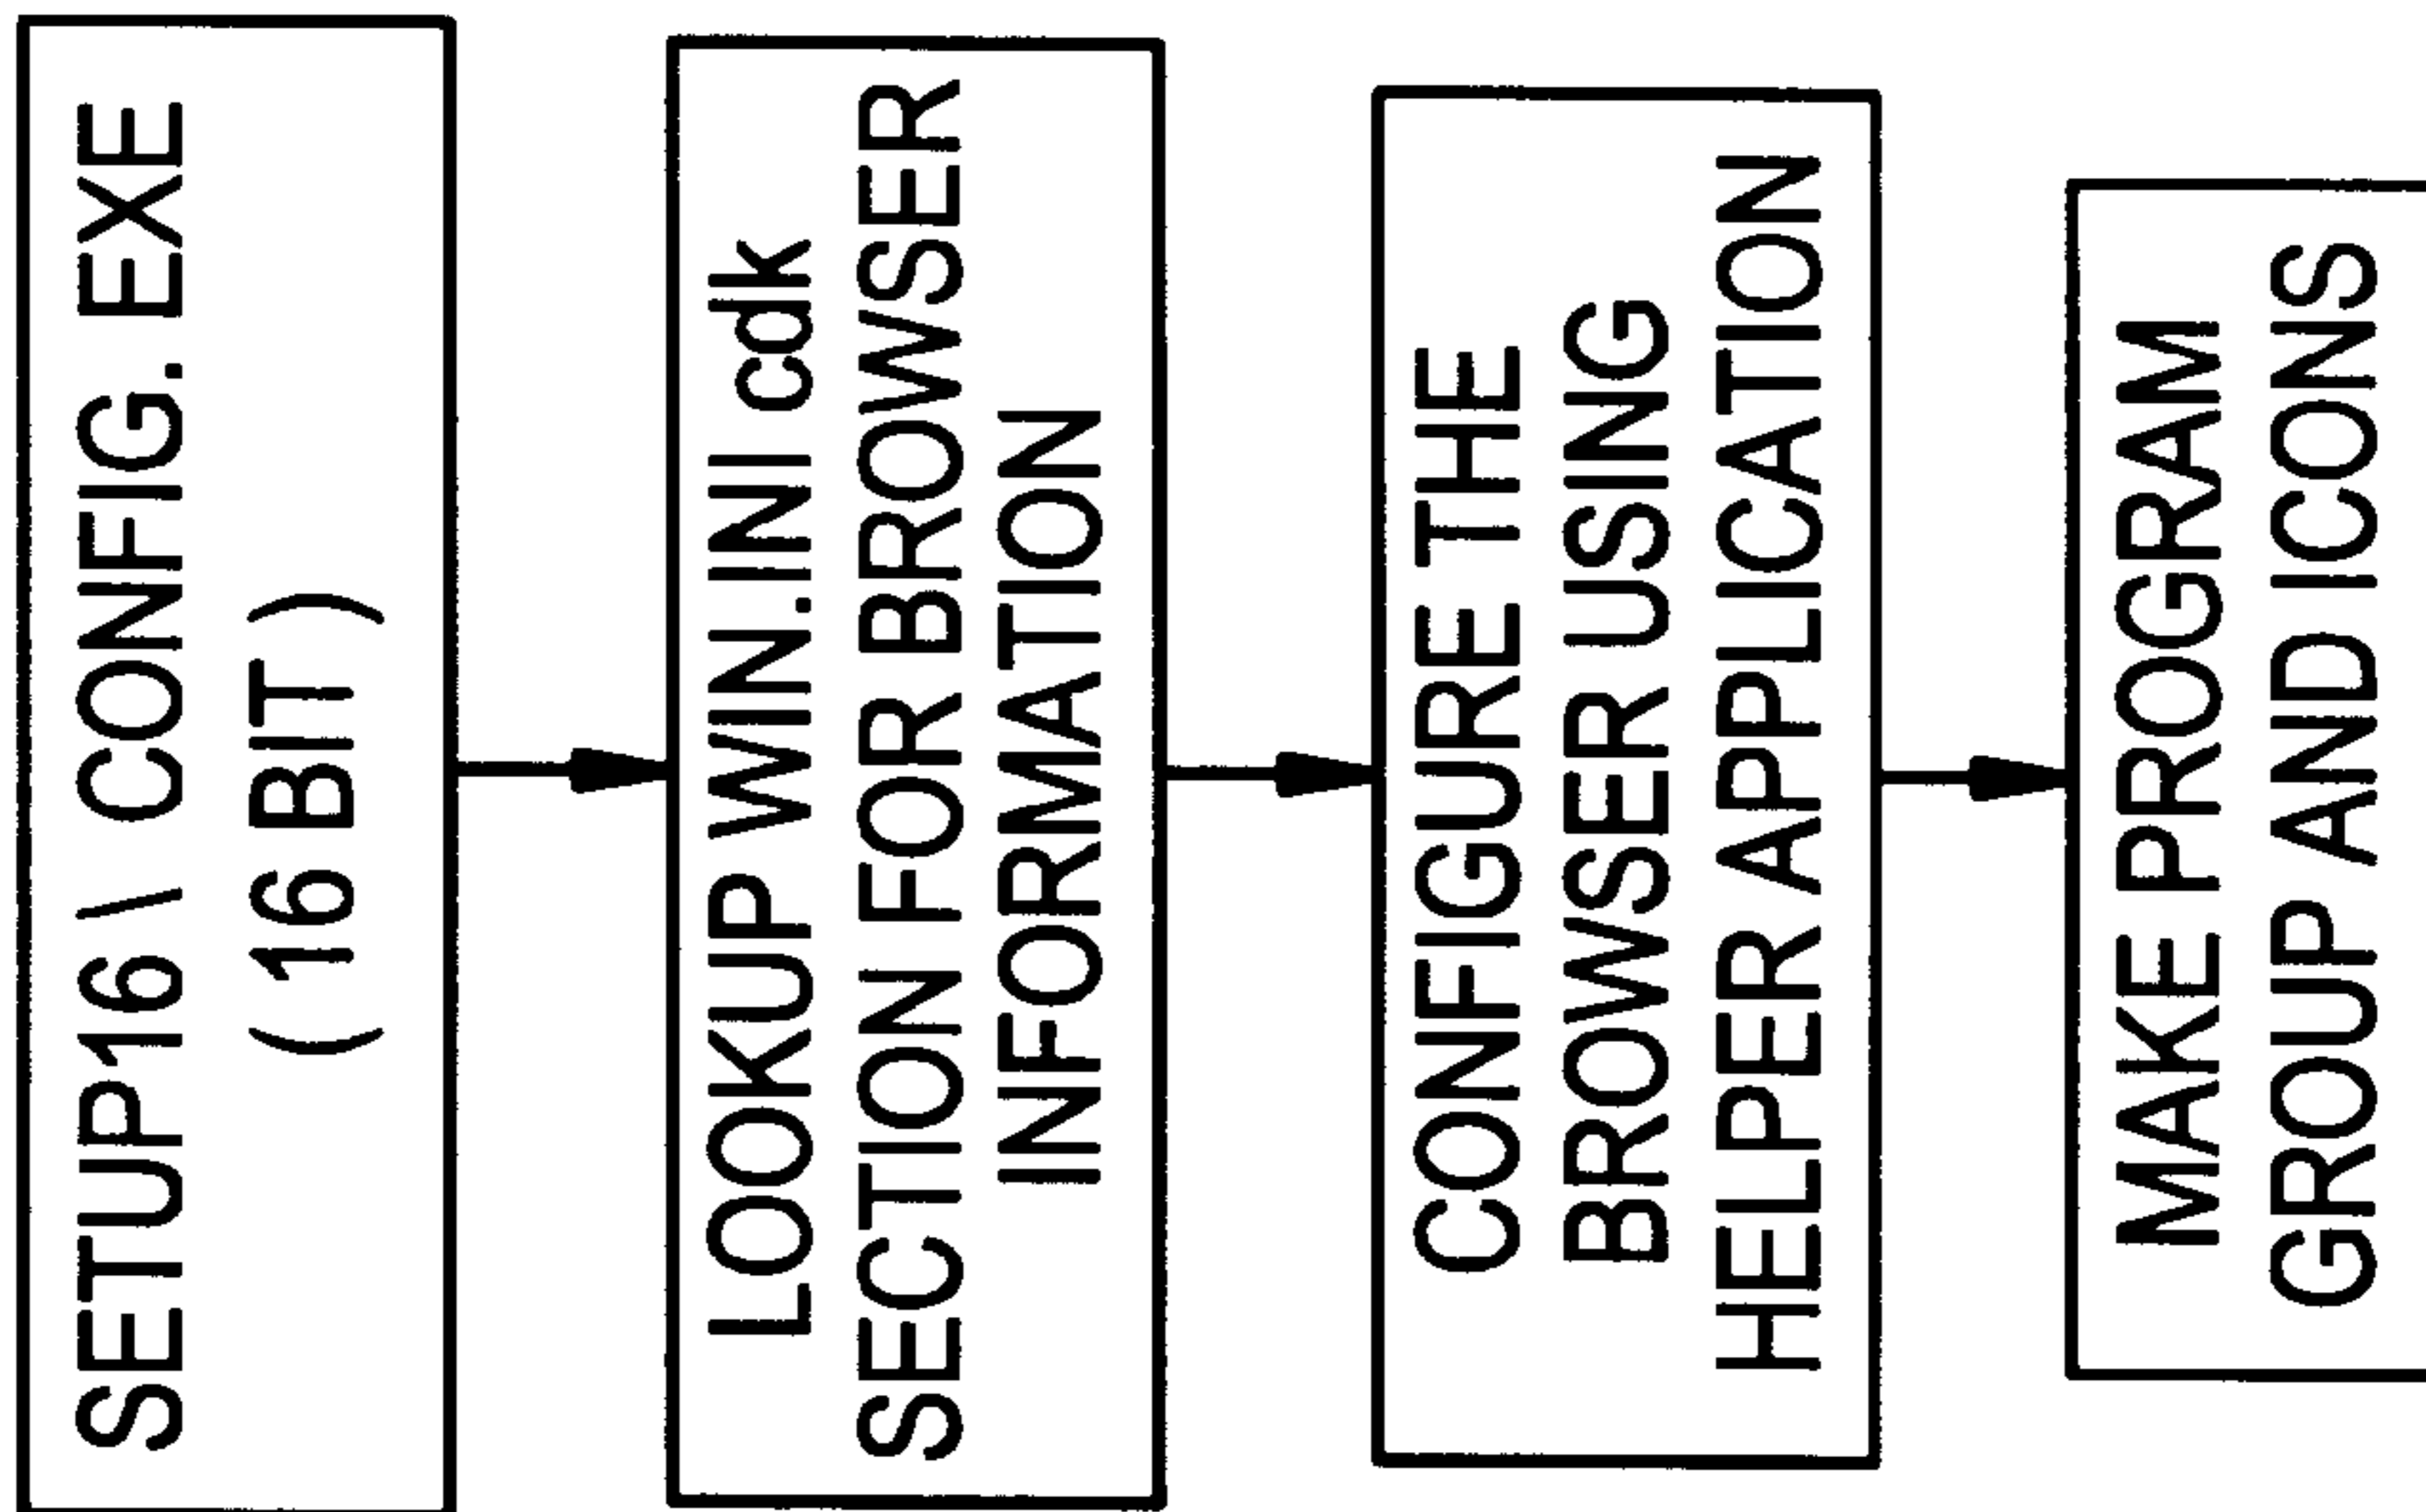 SETUP16 \ CONFIG. EXE
( 16 BIT )
LOOKUP WIN.INI cdk
SECTION FOR BROWSER
INFORMATION
CONFIGURE THE
BROWSER USING
HELPER APPLICATION
MAKE PROGRAM
GROUP AND ICONS